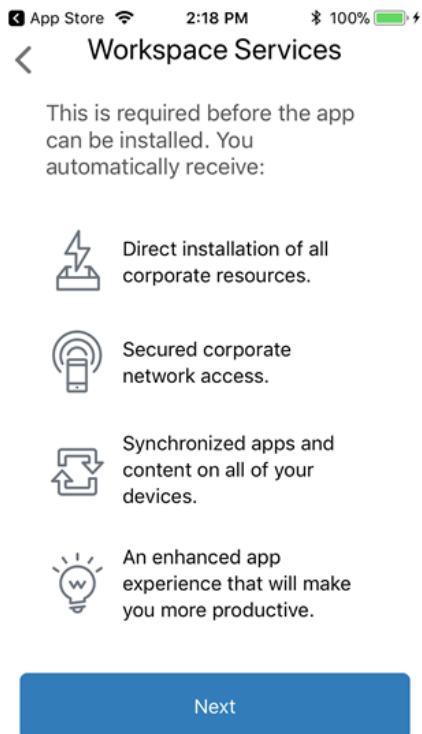 App Store 2:18 PM 100%
Workspace Services
This is required before the app
can be installed. You
automatically receive:
Direct installation of all
corporate resources.
Secured corporate
network access.
Synchronized apps and
content on all of your
devices.
An enhanced app
experience that will make
you more productive.
w
Next